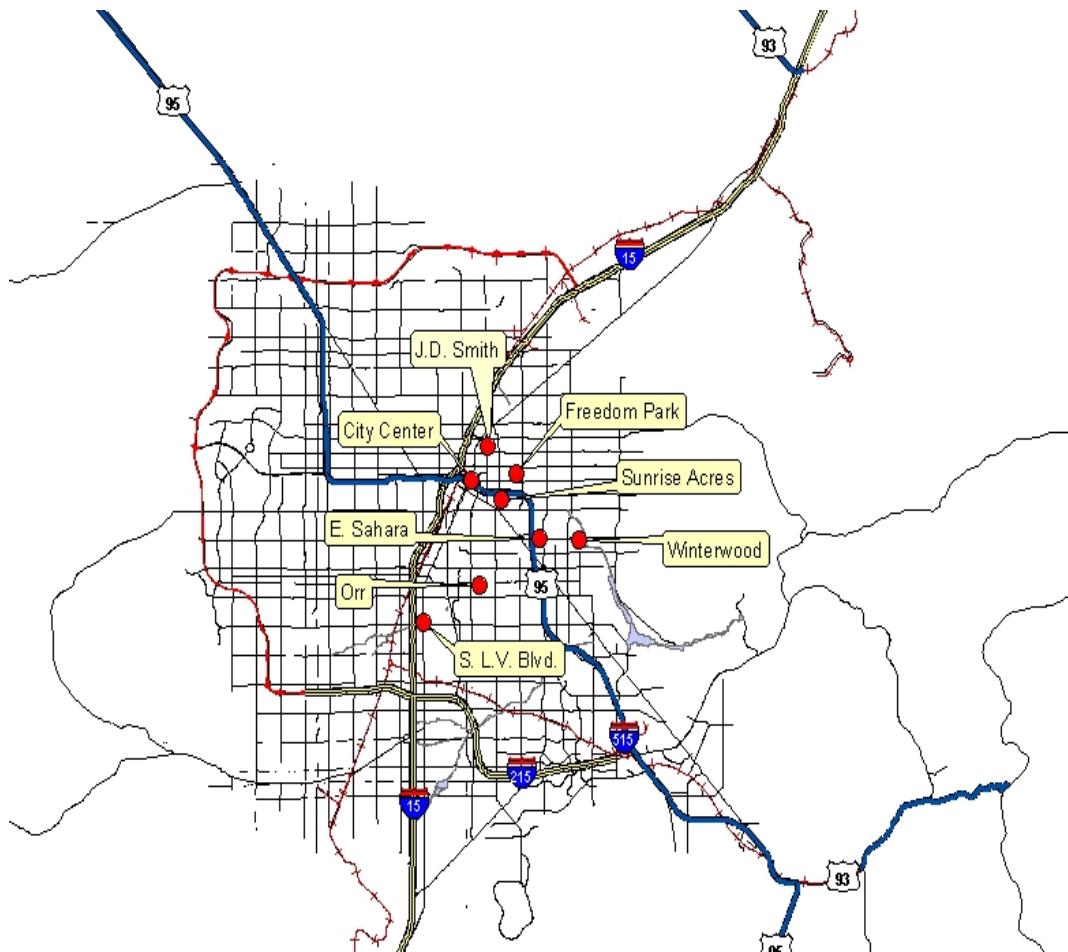 93
95
15
J.D. Smith
Freedom Park
City Center
Sunrise Acres
E. Sahara
Winterwood
95
Orr
S. L.V. Blvd.
515
215
15
93
95